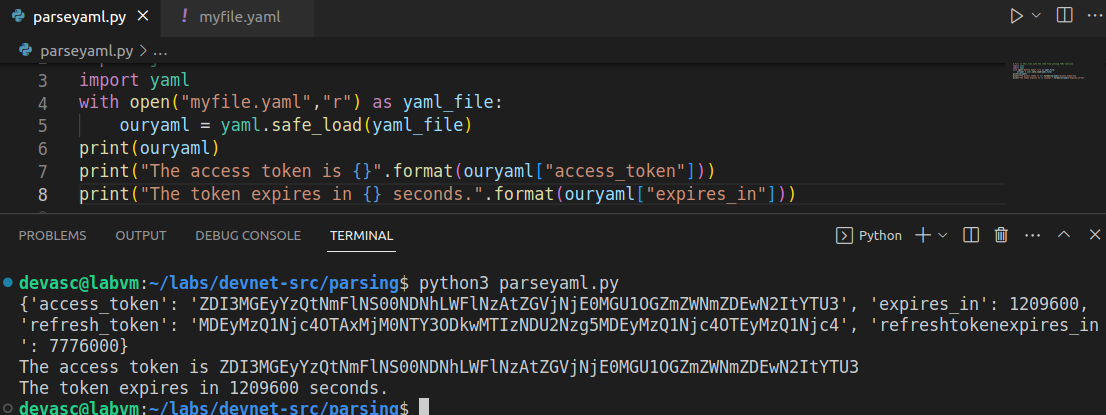 parseyaml.py
! myfile.yaml
parseyaml.py > ...
3 import yaml
4 with open("myfile.yaml","r") as yaml_file:
5 ouryaml = yaml.safe_load(yaml_file)
6 print(ouryaml)
7 print("The access token is {}".format(ouryaml["access_token"]))
8 print("The token expires in {} seconds.".format(ouryaml["expires_in"]))
PROBLEMS OUTPUT DEBUG CONSOLE TERMINAL
Python
devasc@labvm:~/labs/devnet-src/parsing$ python3 parseyaml.py
{'access_token': 'ZDI3MGEyYzQtNmFlNS00NDNhLWFlNzAtZGVjNjE0MGU1OGZmZWNmZDEwN2ItYTU3', 'expires_in': 1209600,
'refresh_token': 'MDEyMzQ1Njc4OTAxMjM0NTY3ODkwMTIzNDU2Nzg5MDEyMzQ1Njc4OTEyMzQ1Njc4', 'refreshtokenexpires_in
': 7776000}
The access token is ZDI3MGEyYzQtNmFlNS00NDNhLWFlNzAtZGVjNjE0MGU1OGZmZWNmZDEwN2ItYTU3
The token expires in 1209600 seconds.
devasc@labvm:~/labs/devnet-src/parsing$